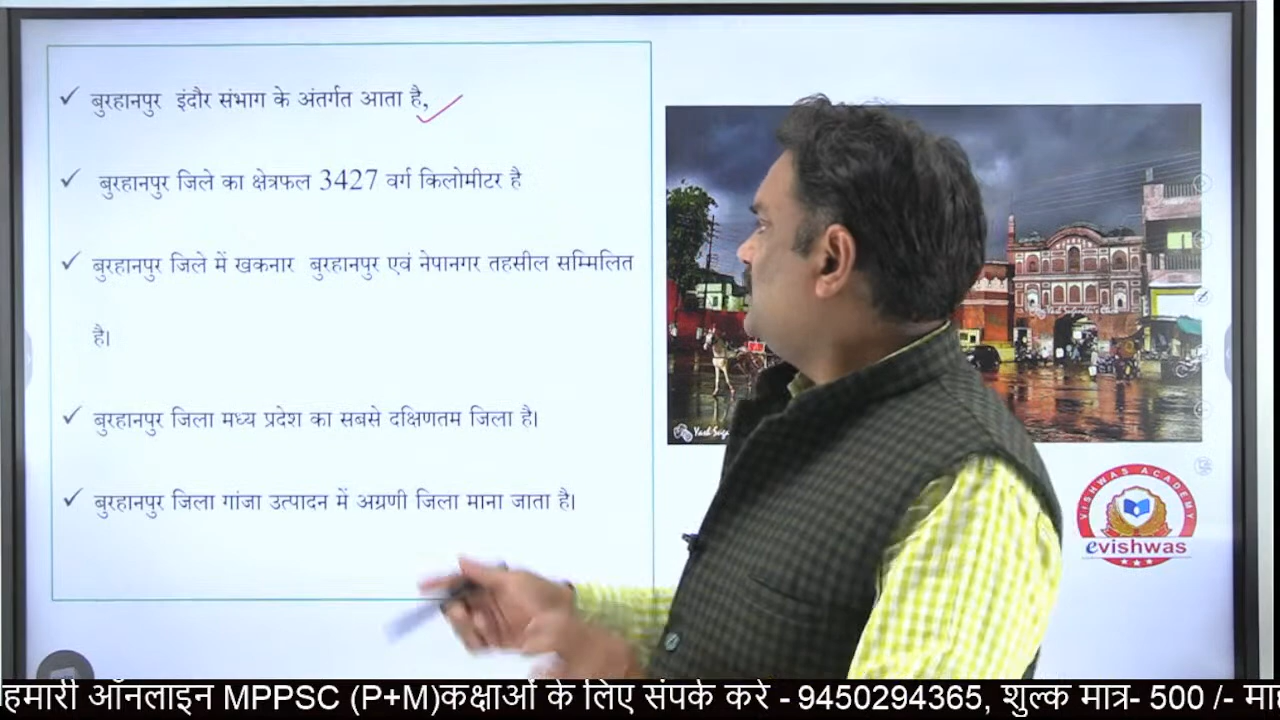 बुरहानपुर इंदौर संभाग के अंतर्गत आता है,
बुरहानपुर जिले का क्षेत्रफल 3427 वर्ग किलोमीटर है
बुरहानपुर जिले में खकनार बुरहानपुर एवं नेपानगर तहसील सम्मिलित
है।
बुरहानपुर जिला मध्य प्रदेश का सबसे दक्षिणतम जिला है।
बुरहानपुर जिला गांजा उत्पादन में अग्रणी जिला माना जाता है।
VISHWAS ACADEMY
evishwas
हमारी ऑनलाइन MPPSC (P+M)कक्षाओं के लिए संपर्क करे - 9450294365, शुल्क मात्र- 500 /-